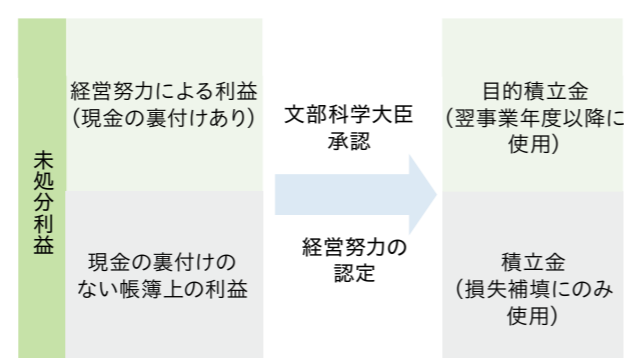 未処分利益
経営努力による利益
（現金の裏付けあり）
現金の裏付けの
ない帳簿上の利益
文部科学大臣
承認
経営努力の
認定
目的積立金
（翌事業年度以降に
使用）
積立金
（損失補填にのみ
使用）